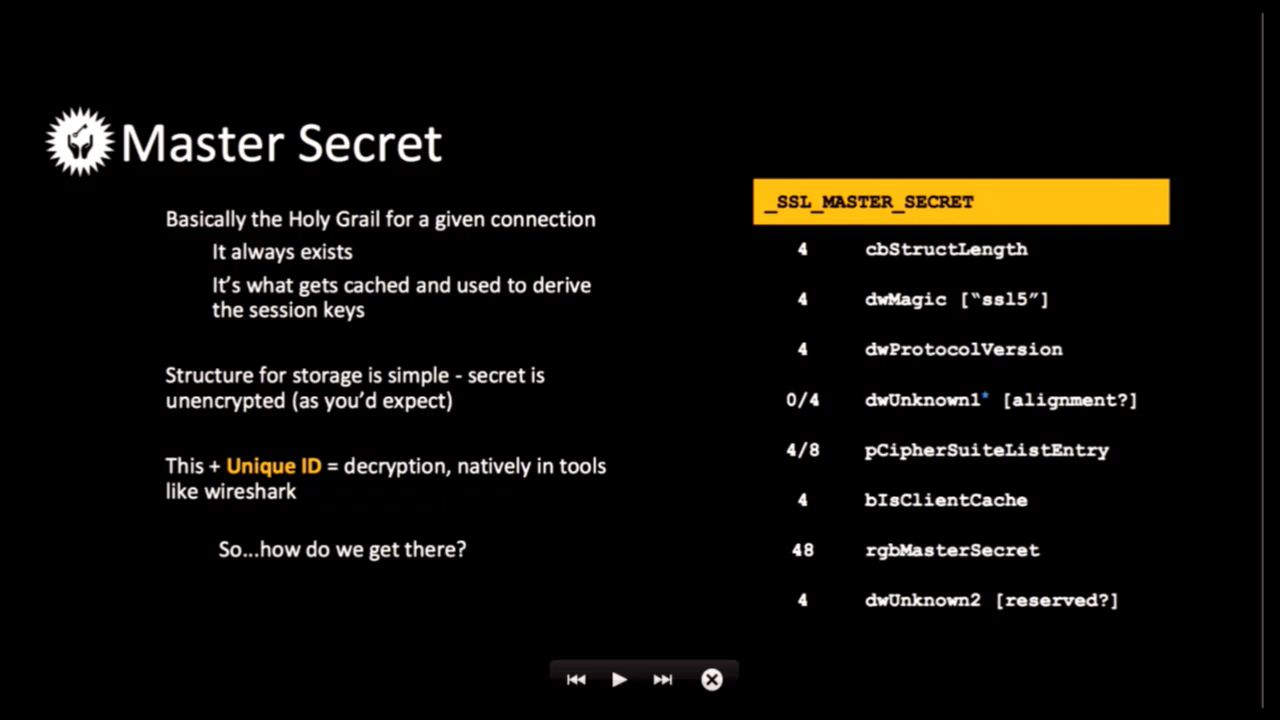 Master Secret
Basically the Holy Grail for a given connection
It always exists
It's what gets cached and used to derive
the session keys
Structure for storage is simple - secret is
unencrypted (as you'd expect)
This + Unique ID = decryption, natively in tools
like wireshark
So...how do we get there?
_SSL_MASTER_SECRET
4 cbStructLength
4 dwMagic ["ssl5"]
4 dwProtocolVersion
0/4 dwUnknown1* [alignment?]
4/8 pCipherSuiteListEntry
4 bIsClientCache
48 rgbMasterSecret
4 dwUnknown2 [reserved?]